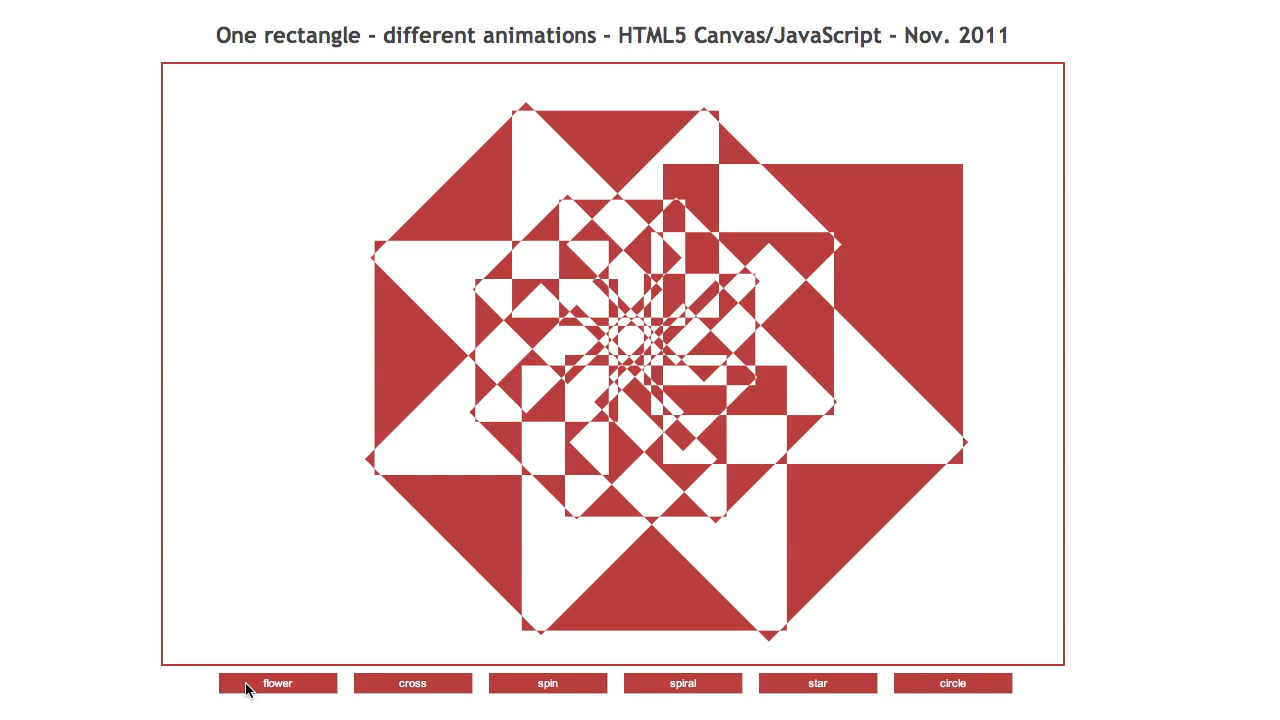 One rectangle - different animations - HTML5 Canvas/JavaScript - Nov. 2011
flower cross spin spiral star circle